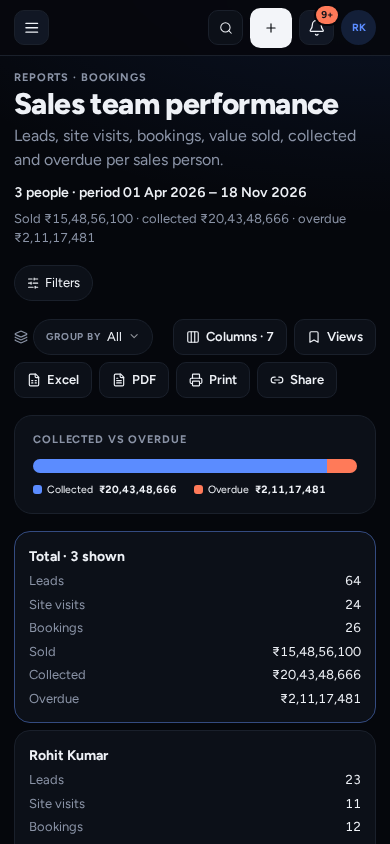 9+
RK
REPORTS · BOOKINGS
Sales team performance
Leads, site visits, bookings, value sold, collected
and overdue per sales person.
3 people · period 01 Apr 2026 – 18 Nov 2026
Sold ₹15,48,56,100 · collected ₹20,43,48,666 · overdue
₹2,11,17,481
Filters
GROUP BY All
Columns · 7
Views
Excel
PDF
Print
Share
COLLECTED VS OVERDUE
Collected ₹20,43,48,666 Overdue ₹2,11,17,481
Total · 3 shown
Leads 64
Site visits 24
Bookings 26
Sold ₹15,48,56,100
Collected ₹20,43,48,666
Overdue ₹2,11,17,481
Rohit Kumar
Leads 23
Site visits 11
Bookings 12